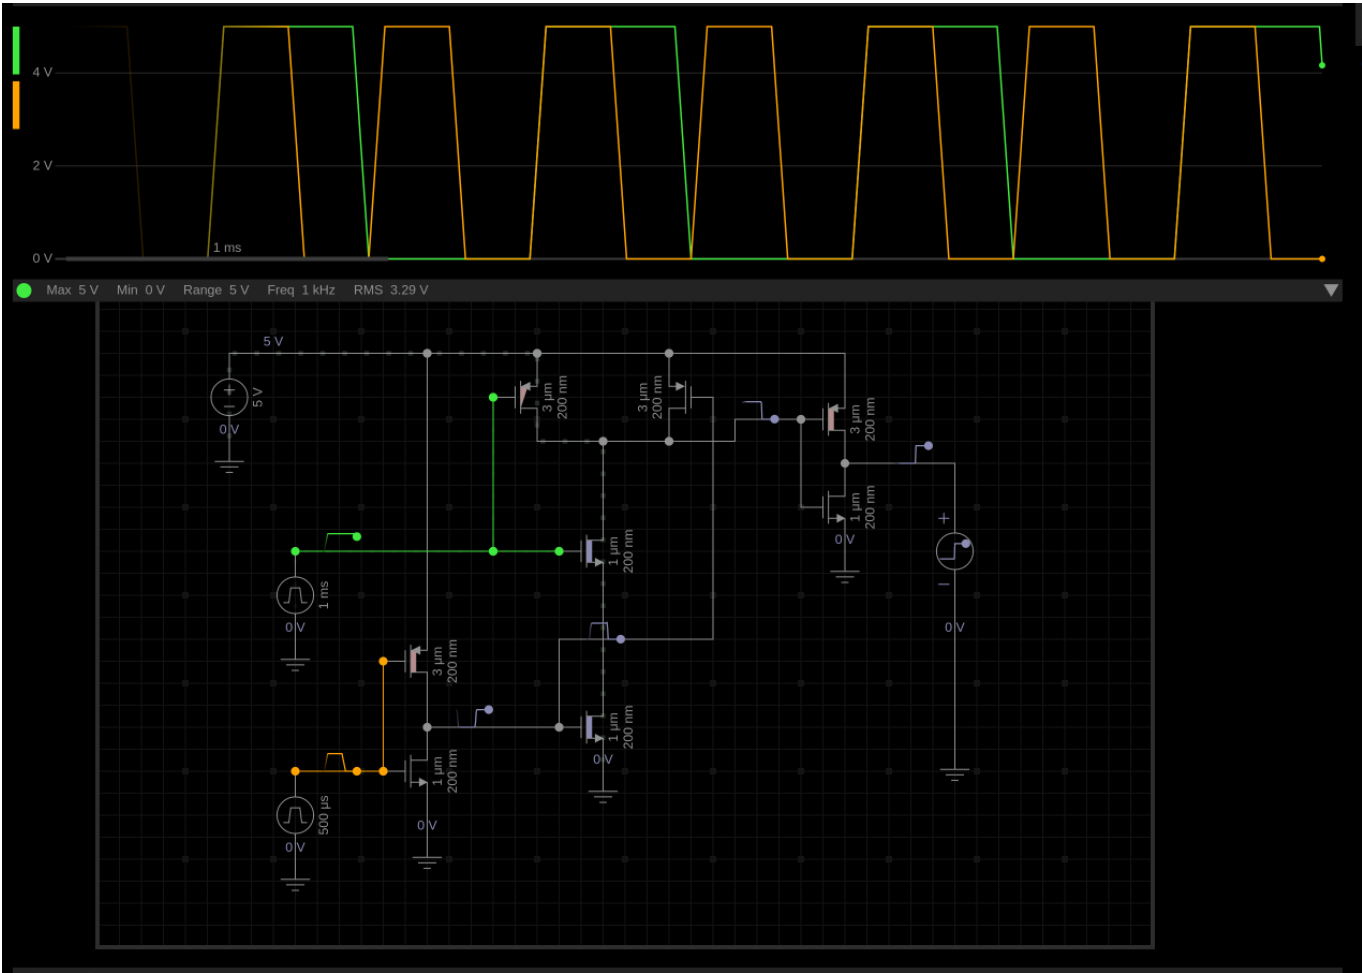 4 V
2 V
1 ms
0 V
Max 5 V Min 0 V Range 5 V Freq 1 kHz RMS 3.29 V
5 V
5 V
0 V
3 µm
200 nm
3 µm
200 nm
3 µm
200 nm
1 µm
200 nm
0 V
+
–
1 µm
200 nm
1 ms
0 V
0 V
3 µm
200 nm
1 µm
200 nm
0 V
1 µm
200 nm
500 µs
0 V
0 V